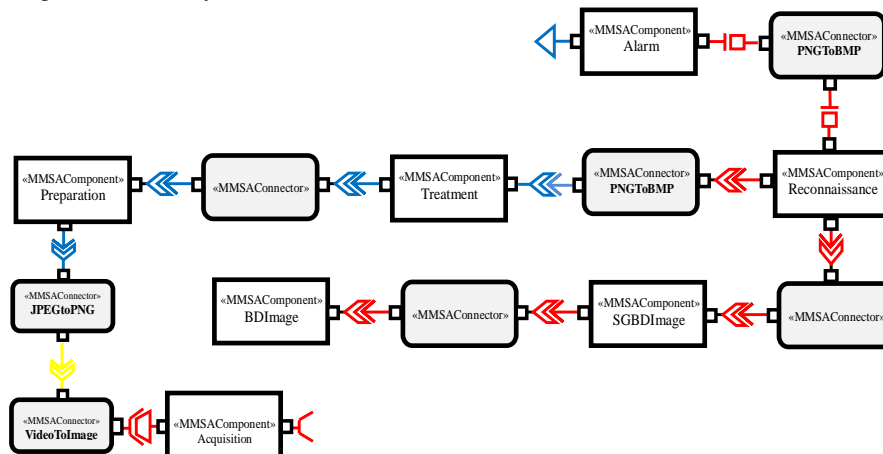 «MMSAComponent»
Alarm
«MMSAConnector»
PNGToBMP
«MMSAComponent»
Preparation
«MMSAConnector»
«MMSAComponent»
Treatment
«MMSAConnector»
PNGToBMP
«MMSAComponent»
Reconnaissance
«MMSAConnector»
JPEGtoPNG
«MMSAComponent»
BDImage
«MMSAConnector»
«MMSAComponent»
SGBDImage
«MMSAConnector»
«MMSAConnector»
VideoToImage
«MMSAComponent»
Acquisition